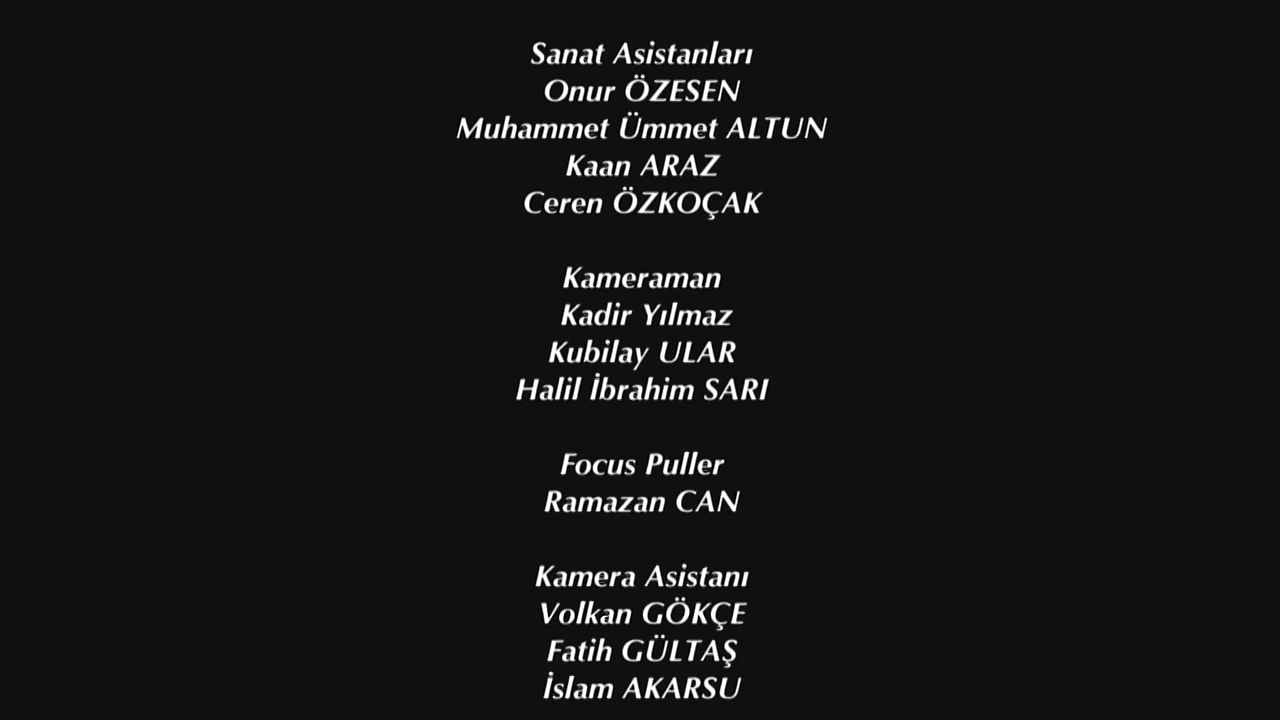 Sanat Asistanları
Onur ÖZESEN
Muhammet Ümmet ALTUN
Kaan ARAZ
Ceren ÖZKOÇAK
Kameraman
Kadir Yılmaz
Kubilay ULAR
Halil İbrahim SARI
Focus Puller
Ramazan CAN
Kamera Asistanı
Volkan GÖKÇE
Fatih GÜLTAŞ
İslam AKARSU